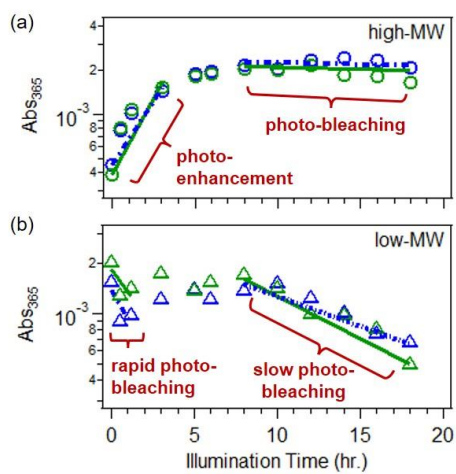 (a)
high-MW
Abs365
2
10-3
8
6
4
photo-
enhancement
photo-bleaching
(b)
low-MW
Abs365
2
10-3
8
6
4
rapid photo-
bleaching
slow photo-
bleaching
0
5
10
15
20
Illumination Time (hr.)